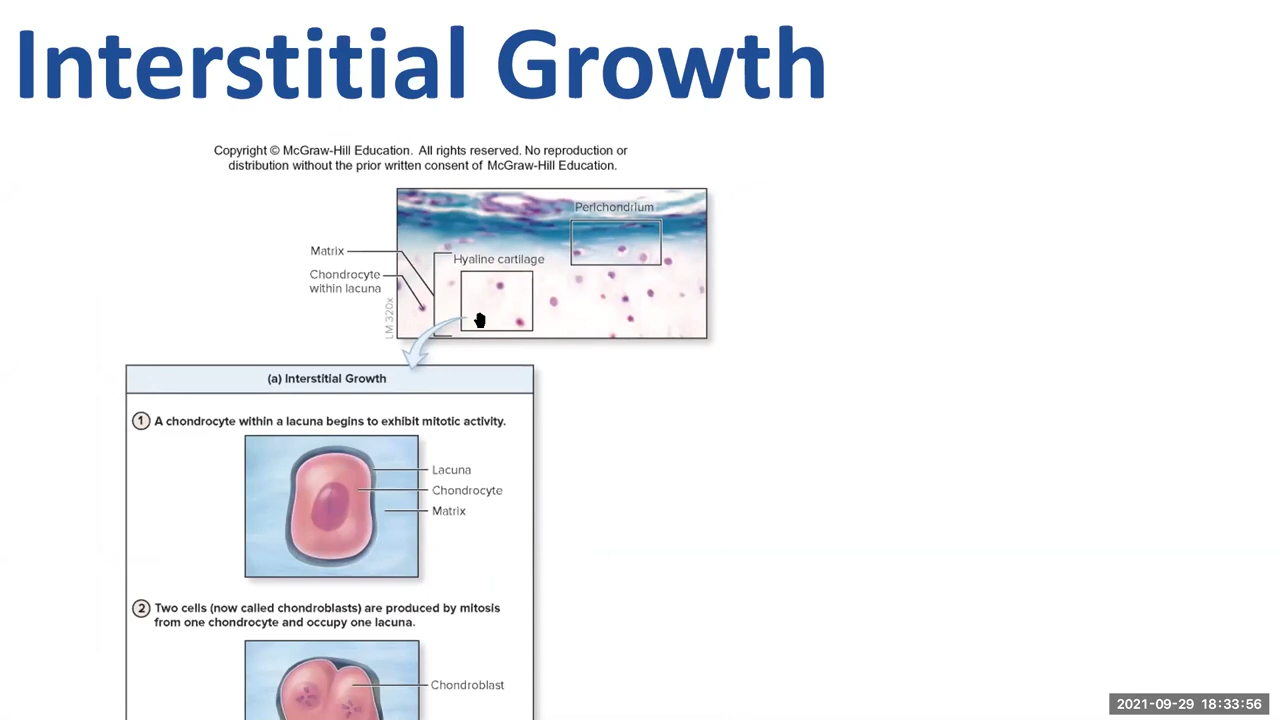 Interstitial Growth
Copyright © McGraw-Hill Education. All rights reserved. No reproduction or
distribution without the prior written consent of McGraw-Hill Education.
Perichondrium
Matrix
Hyaline cartilage
Chondrocyte
within lacuna
LM 320x
(a) Interstitial Growth
1 A chondrocyte within a lacuna begins to exhibit mitotic activity.
Lacuna
Chondrocyte
Matrix
2 Two cells (now called chondroblasts) are produced by mitosis
from one chondrocyte and occupy one lacuna.
Chondroblast
2021-09-29 18:33:56